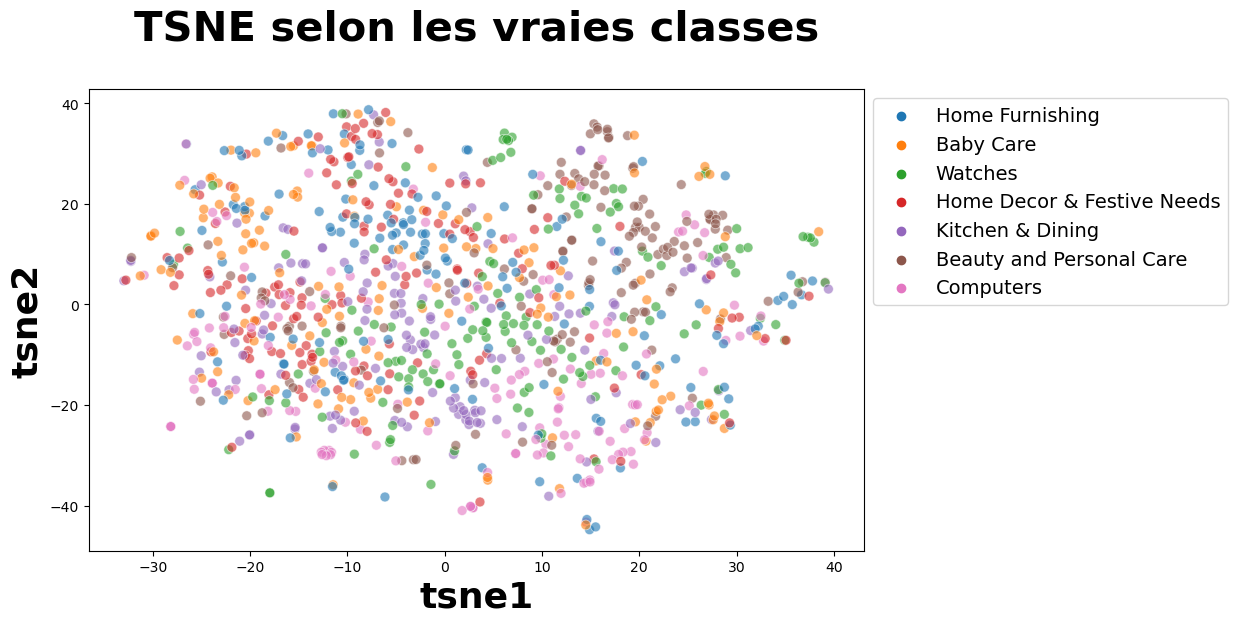 TSNE selon les vraies classes
tsne2
40
20
0
−20
−40
−30
−20
−10
0
10
20
30
40
tsne1
Home Furnishing
Baby Care
Watches
Home Decor & Festive Needs
Kitchen & Dining
Beauty and Personal Care
Computers